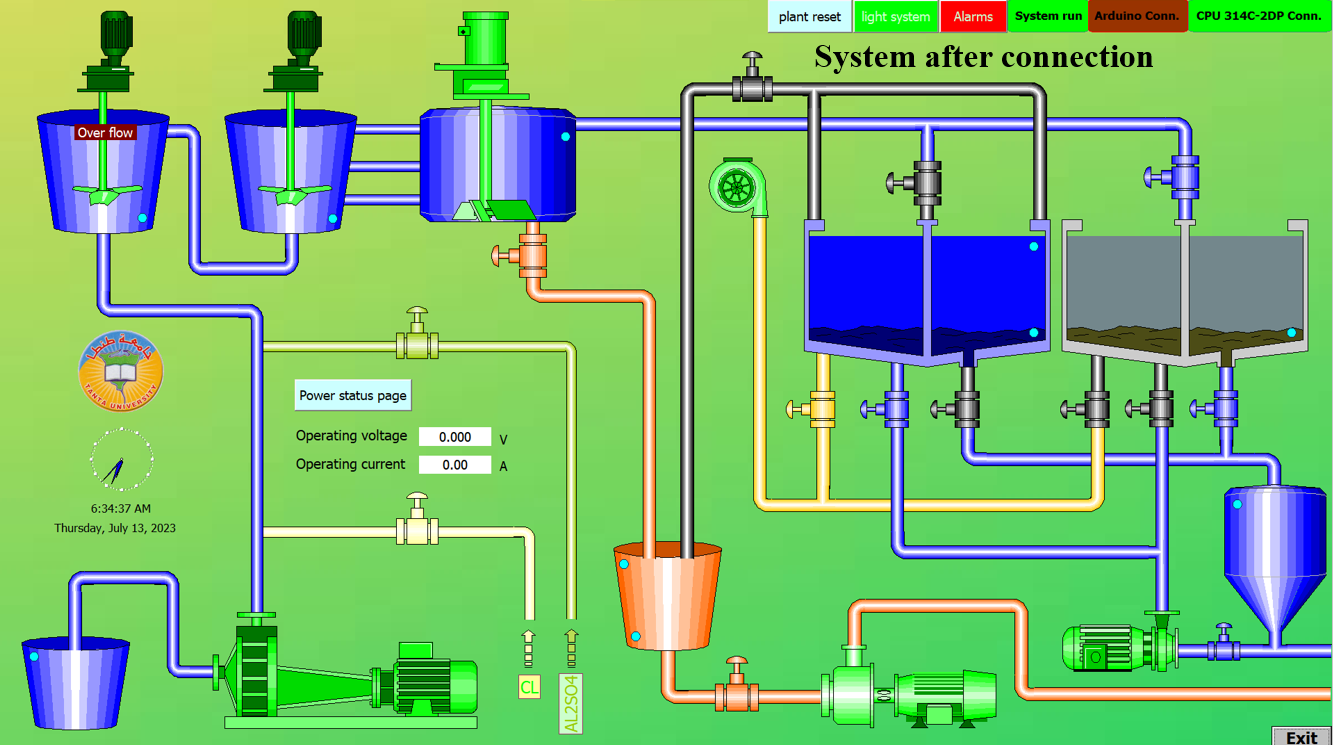 plant reset
light system
Alarms
System run
Arduino Conn.
CPU 314C-2DP Conn.
System after connection
Over flow
جامعة طنطا
TANTA UNIVERSITY
Power status page
Operating voltage 0.000 V
Operating current 0.00 A
6:34:37 AM
Thursday, July 13, 2023
CL
AL2SO4
Exit